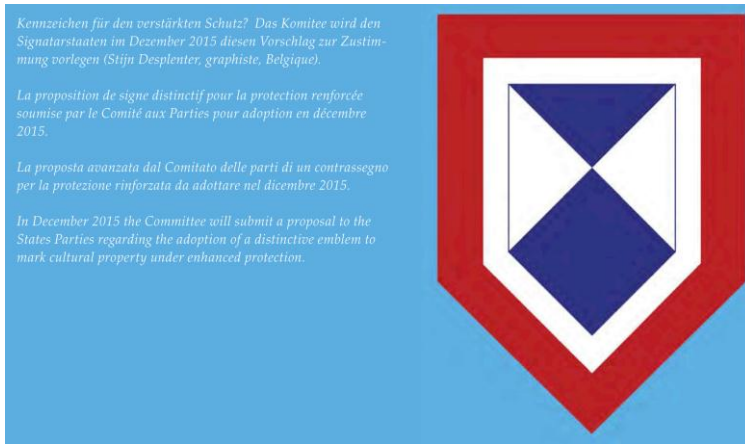 Kennzeichen für den verstärkten Schutz? Das Komitee wird den
Signatarstaaten im Dezember 2015 diesen Vorschlag zur Zustim-
mung vorlegen (Stijn Desplenter, graphiste, Belgique).
La proposition de signe distinctif pour la protection renforcée
soumise par le Comité aux Parties pour adoption en décembre
2015.
La proposta avanzata dal Comitato delle parti di un contrassegno
per la protezione rinforzata da adottare nel dicembre 2015.
In December 2015 the Committee will submit a proposal to the
States Parties regarding the adoption of a distinctive emblem to
mark cultural property under enhanced protection.